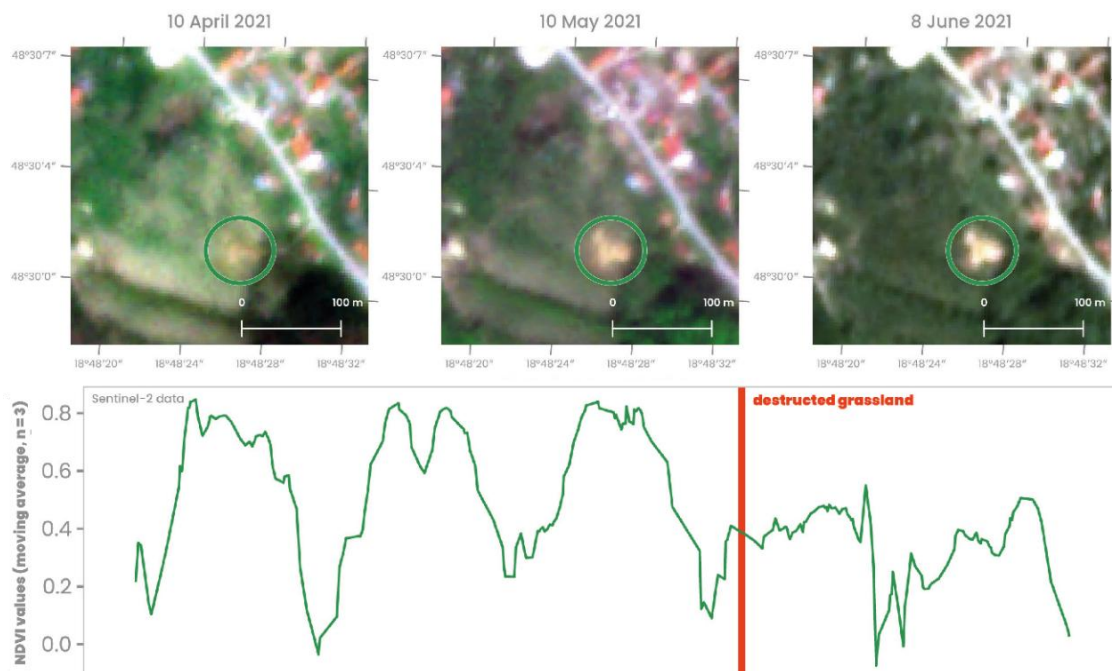 10 April 2021
10 May 2021
8 June 2021
48°30'7"
48°30'7"
48°30'7"
48°30'4"
48°30'4"
48°30'4"
48°30'0"
48°30'0"
48°30'0"
0 100 m
0 100 m
0 100 m
18°48'20" 18°48'24" 18°48'28" 18°48'32"
18°48'20" 18°48'24" 18°48'28" 18°48'32"
18°48'20" 18°48'24" 18°48'28" 18°48'32"
NDVI values (moving average, n = 3)
Sentinel-2 data
destructed grassland
0.8
0.6
0.4
0.2
0.0